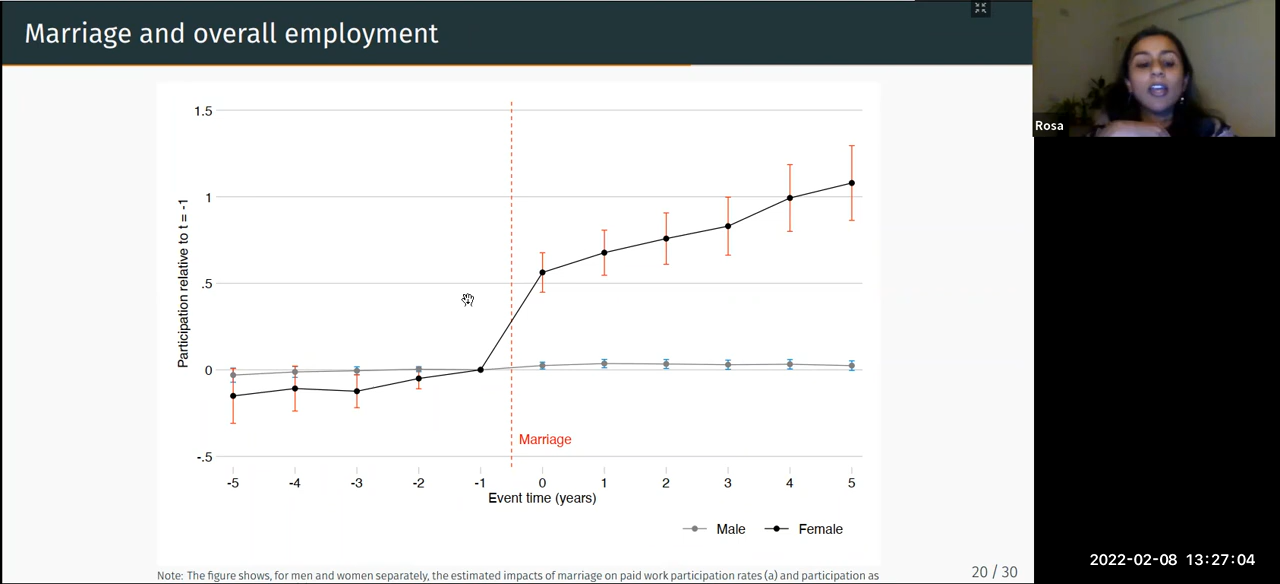 Marriage and overall employment
Rosa
1.5
1
.5
0
-.5
Participation relative to t = -1
Marriage
-5 -4 -3 -2 -1 0 1 2 3 4 5
Event time (years)
Male Female
Note: The figure shows, for men and women separately, the estimated impacts of marriage on paid work participation rates (a) and participation as
20 / 30
2022-02-08 13:27:04